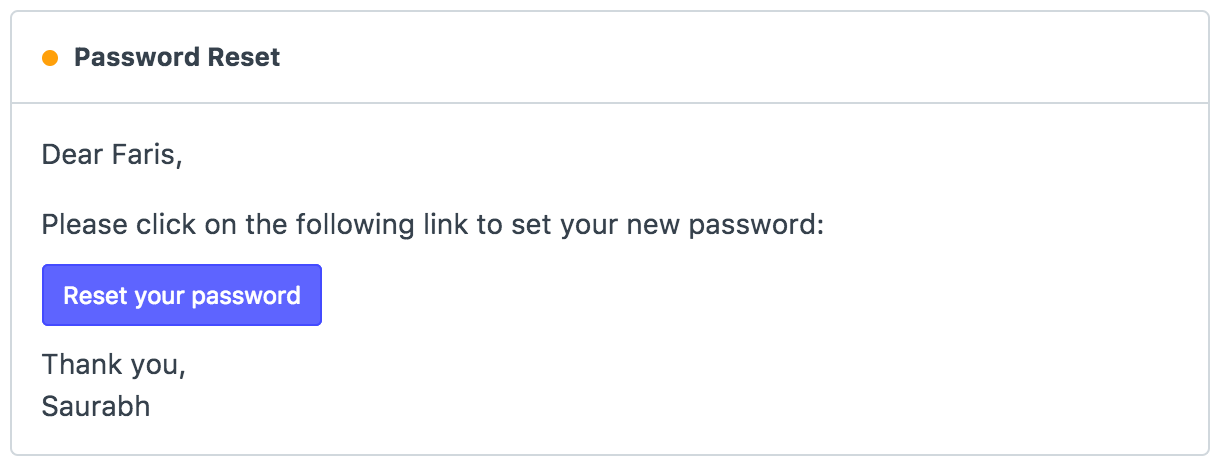 Password Reset
Dear Faris,
Please click on the following link to set your new password:
Reset your password
Thank you,
Saurabh